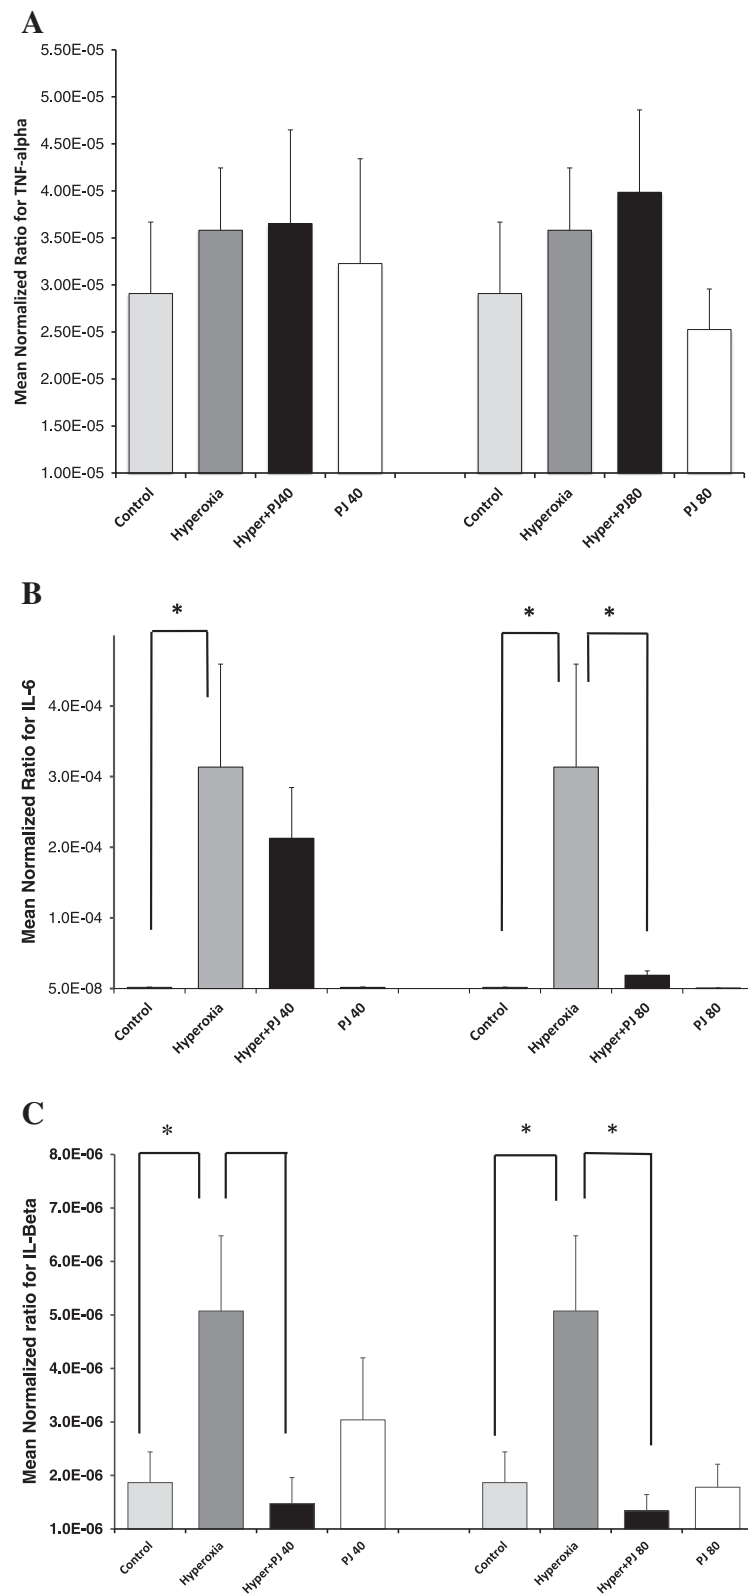 A
Mean Normalized Ratio for TNF-alpha
5.50E-05
5.00E-05
4.50E-05
4.00E-05
3.50E-05
3.00E-05
2.50E-05
2.00E-05
1.50E-05
1.00E-05
Control
Hyperoxia
Hyper+PJ40
PJ 40
Control
Hyperoxia
Hyper+PJ80
PJ 80
B
* * *
Mean Normalized Ratio for IL-6
4.0E-04
3.0E-04
2.0E-04
1.0E-04
5.0E-08
Control
Hyperoxia
Hyper+PJ 40
PJ 40
Control
Hyperoxia
Hyper+PJ 80
PJ 80
C
* * *
Mean Normalized ratio for IL-Beta
8.0E-06
7.0E-06
6.0E-06
5.0E-06
4.0E-06
3.0E-06
2.0E-06
1.0E-06
Control
Hyperoxia
Hyper+PJ 40
PJ 40
Control
Hyperoxia
Hyper+PJ 80
PJ 80